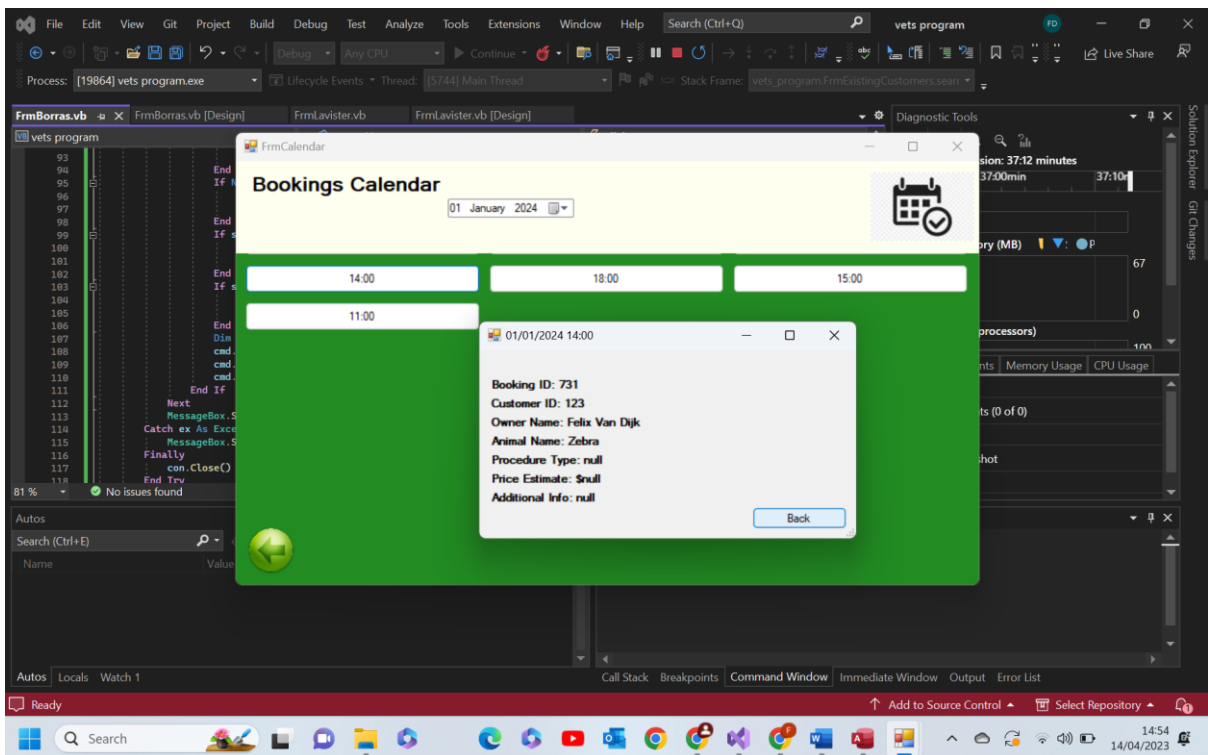 File Edit View Git Project Build Debug Test Analyze Tools Extensions Window Help Search (Ctrl+Q) vets program FD
Debug Any CPU Continue Live Share
Process: [19864] vets program.exe Lifecycle Events Thread: [5744] Main Thread Stack Frame: vets_program.FrmExistingCustomers.sear
FrmBorras.vb FrmBorras.vb [Design] FrmLavister.vb FrmLavister.vb [Design] Diagnostic Tools
Solution Explorer
Git Changes
vets program
FrmCalendar
sion: 37:12 minutes
37:00min 37:10
Bookings Calendar
01 January 2024
93
94 End
95 If N
96
97
98 End
99 If s
100
101
102 End
103 If s
104
105
106 End
107 Dim
108 cmd.
109 cmd.
110 cmd.
111 End If
112 Next
113 MessageBox.S
114 Catch ex As Exce
115 MessageBox.S
116 Finally
117 con.Close()
118 End Try
ory (MB) P
67
0
processors)
100
nts Memory Usage CPU Usage
ts (0 of 0)
shot
14:00 18:00 15:00
11:00
01/01/2024 14:00
Booking ID: 731
Customer ID: 123
Owner Name: Felix Van Dijk
Animal Name: Zebra
Procedure Type: null
Price Estimate: $null
Additional Info: null
Back
81 % No issues found
Autos
Search (Ctrl+E)
Name Value
Autos Locals Watch 1 Call Stack Breakpoints Command Window Immediate Window Output Error List
Ready Add to Source Control Select Repository
Search
14:54
14/04/2023